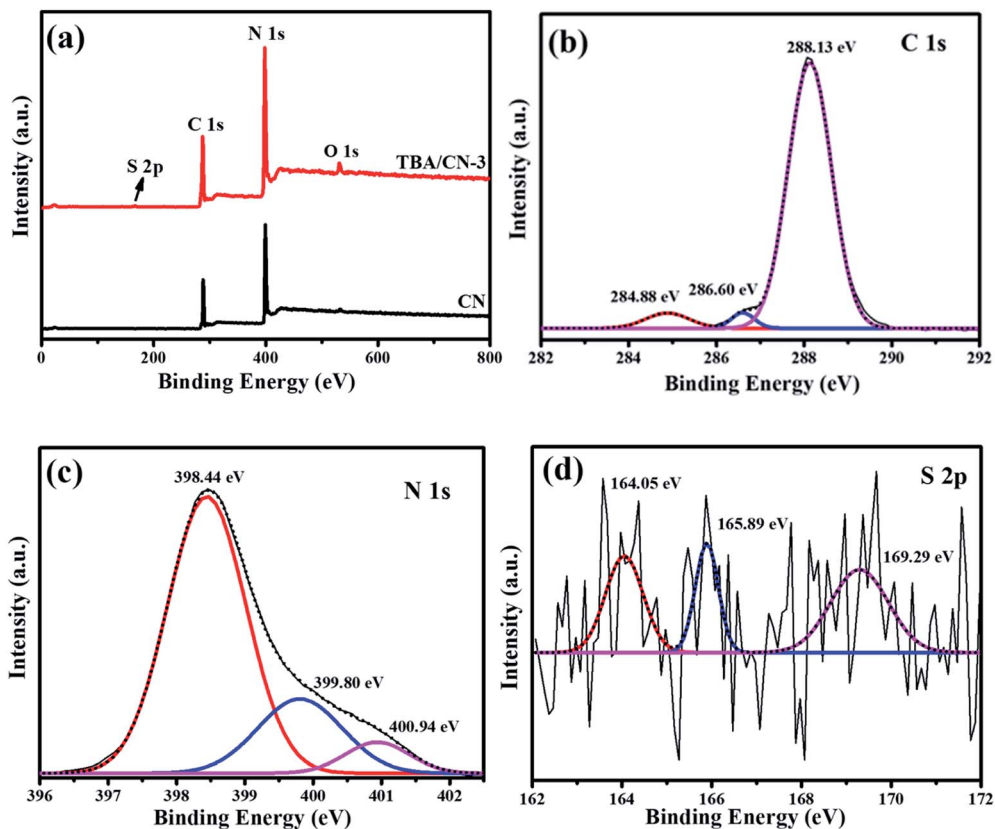 (a)
N 1s
C 1s
O 1s
S 2p
TBA/CN-3
CN
Intensity (a.u.)
0 200 400 600 800
Binding Energy (eV)
(b)
288.13 eV
C 1s
284.88 eV
286.60 eV
Intensity (a.u.)
282 284 286 288 290 292
Binding Energy (eV)
(c)
398.44 eV
N 1s
399.80 eV
400.94 eV
Intensity (a.u.)
396 397 398 399 400 401 402
Binding Energy (eV)
(d)
S 2p
164.05 eV
165.89 eV
169.29 eV
Intensity (a.u.)
162 164 166 168 170 172
Binding Energy (eV)